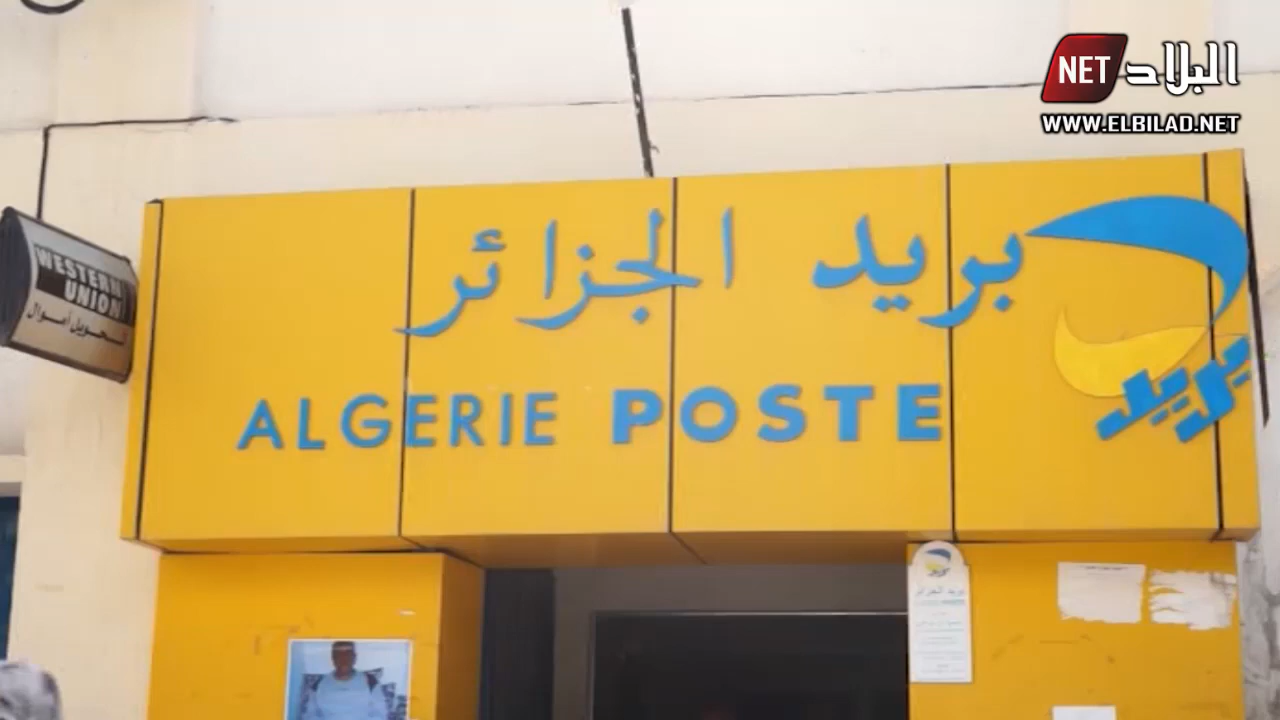 NET البلاد
WWW.ELBILAD.NET
بريد الجزائر
ALGERIE POSTE
بريد
WESTERN
UNION
تحويل أموال
بريد الجزائر